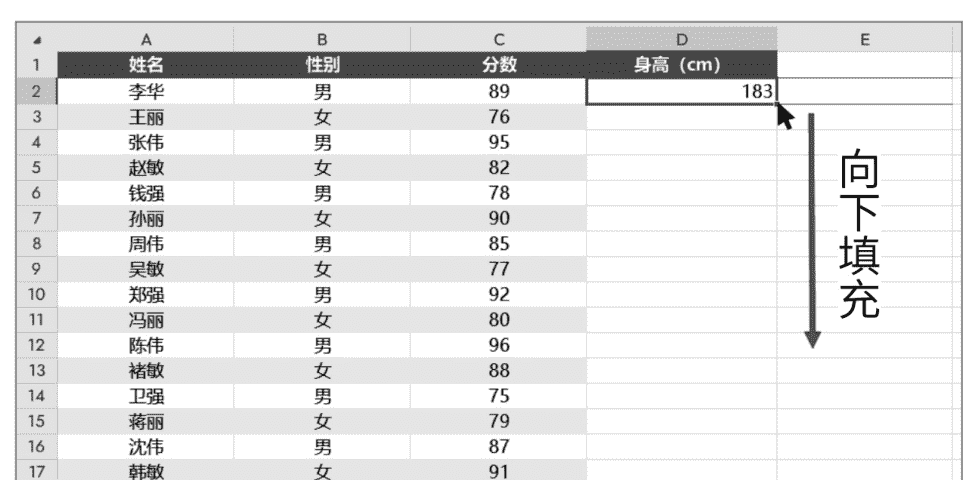 A B C D E
1 姓名 性别 分数 身高（cm）
2 李华 男 89 183
3 王丽 女 76
4 张伟 男 95
5 赵敏 女 82
6 钱强 男 78
7 孙丽 女 90
8 周伟 男 85
9 吴敏 女 77
10 郑强 男 92
11 冯丽 女 80
12 陈伟 男 96
13 褚敏 女 88
14 卫强 男 75
15 蒋丽 女 79
16 沈伟 男 87
17 韩敏 女 91
向下填充